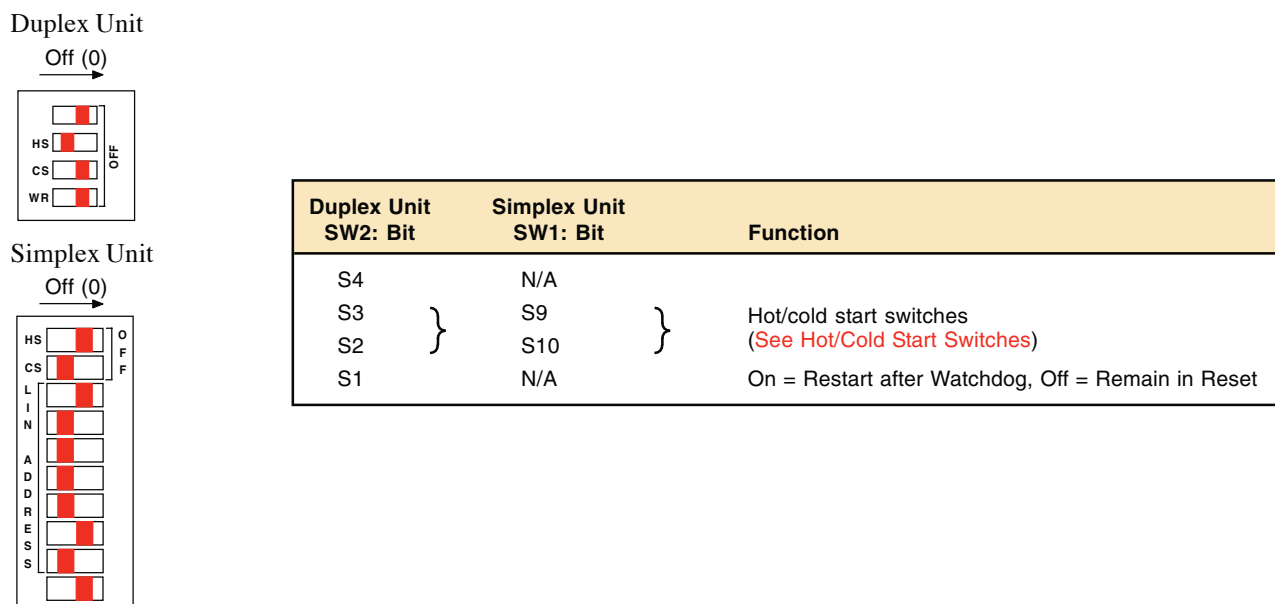 Duplex Unit
Off (0)
HS
CS
WR
OFF
Simplex Unit
Off (0)
HS
CS
OFF
LIN ADDRESS
Duplex Unit SW2: Bit
Simplex Unit SW1: Bit
Function
S4 N/A
S3 } S9 } Hot/cold start switches
S2 S10 (See Hot/Cold Start Switches)
S1 N/A On = Restart after Watchdog, Off = Remain in Reset